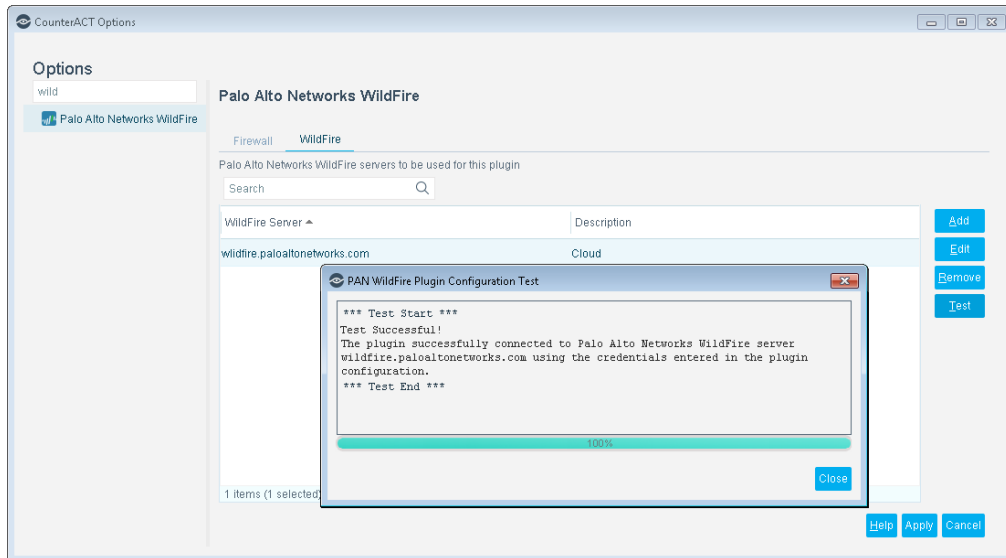 CounterACT Options
Options
wild
Palo Alto Networks WildFire
Palo Alto Networks WildFire
Firewall WildFire
Palo Alto Networks WildFire servers to be used for this plugin
Search
WildFire Server Description
wlidfire.paloaltonetworks.com Cloud
Add
Edit
Remove
Test
PAN WildFire Plugin Configuration Test
*** Test Start ***
Test Successful!
The plugin successfully connected to Palo Alto Networks WildFire server
wildfire.paloaltonetworks.com using the credentials entered in the plugin
configuration.
*** Test End ***
100%
Close
1 items (1 selected)
Help Apply Cancel